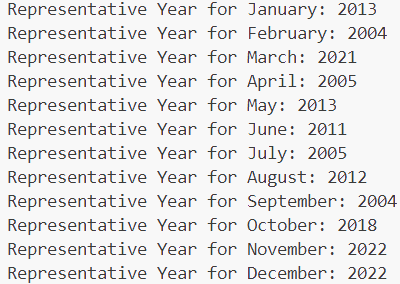 Representative Year for January: 2013
Representative Year for February: 2004
Representative Year for March: 2021
Representative Year for April: 2005
Representative Year for May: 2013
Representative Year for June: 2011
Representative Year for July: 2005
Representative Year for August: 2012
Representative Year for September: 2004
Representative Year for October: 2018
Representative Year for November: 2022
Representative Year for December: 2022